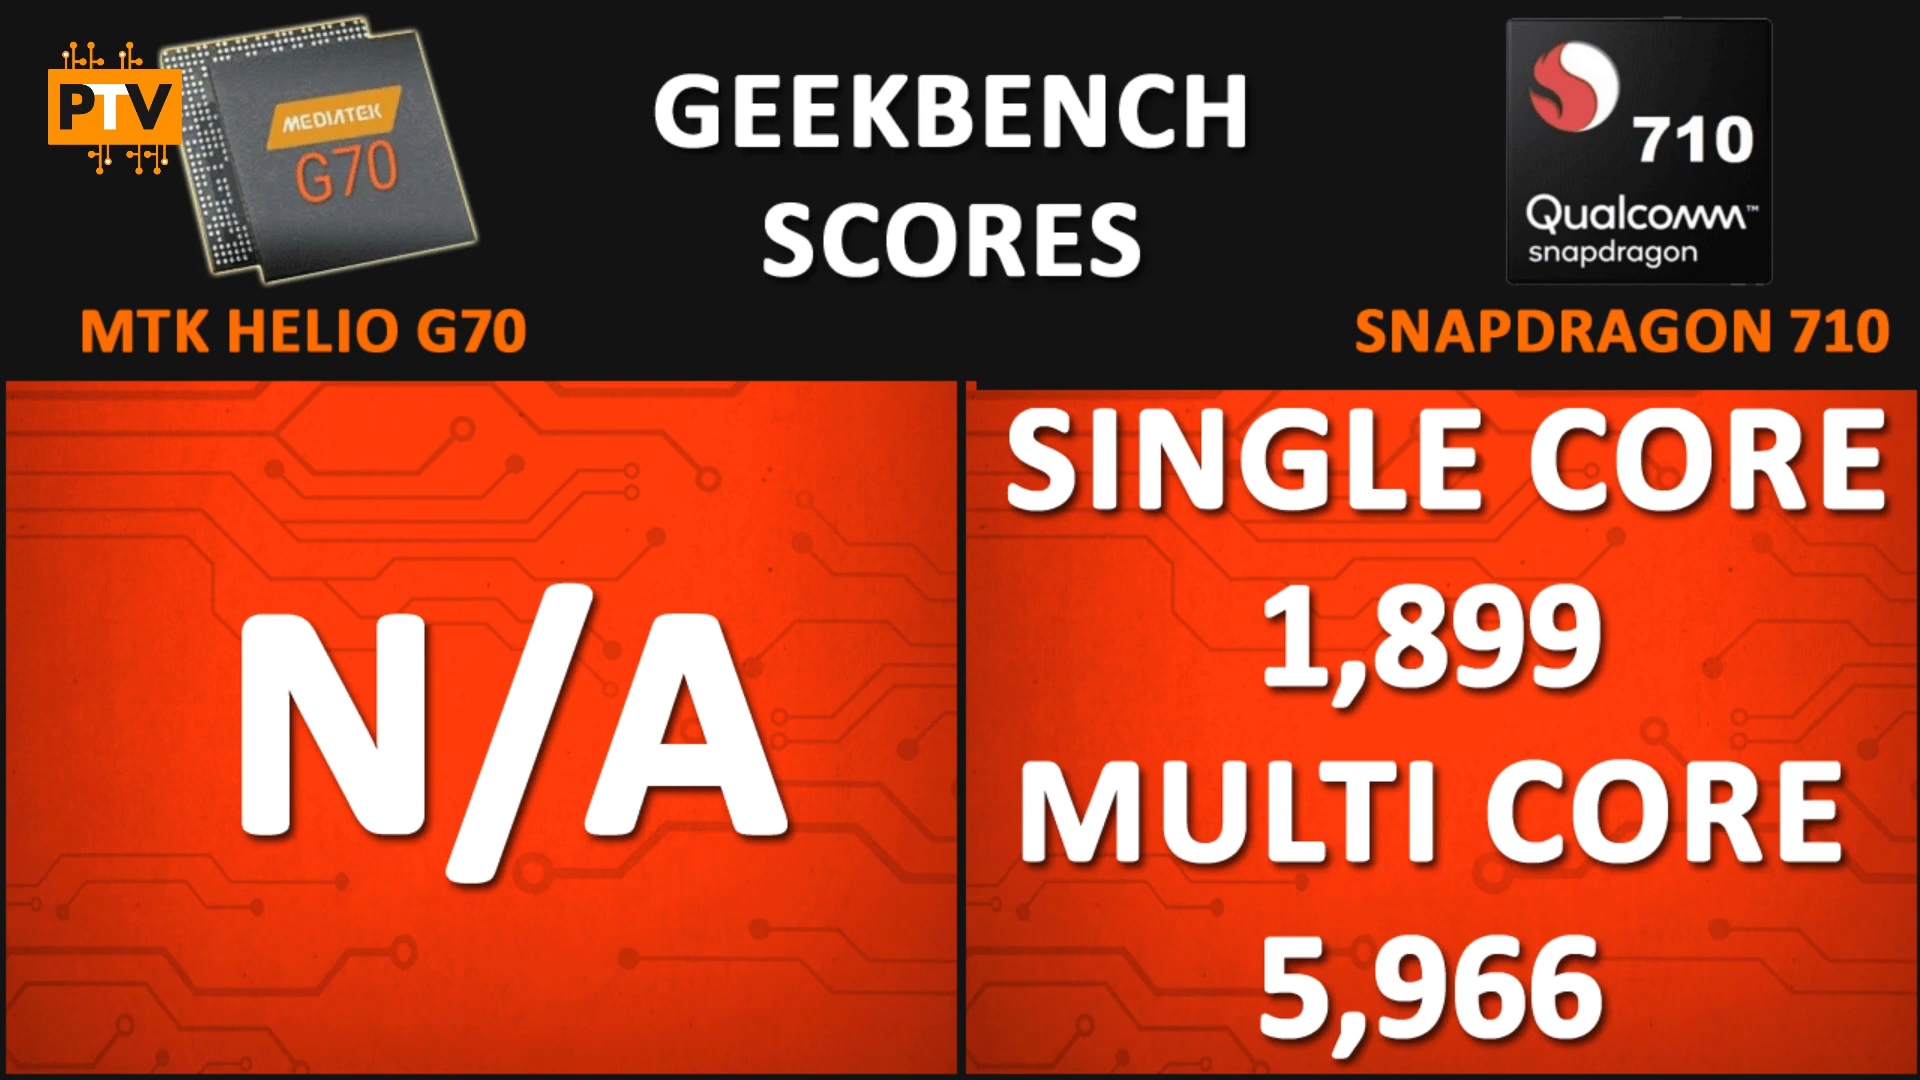 PTV
MEDIATEK
G70
GEEKBENCH
SCORES
710
Qualcomm™
snapdragon
MTK HELIO G70
SNAPDRAGON 710
N/A
SINGLE CORE
1,899
MULTI CORE
5,966